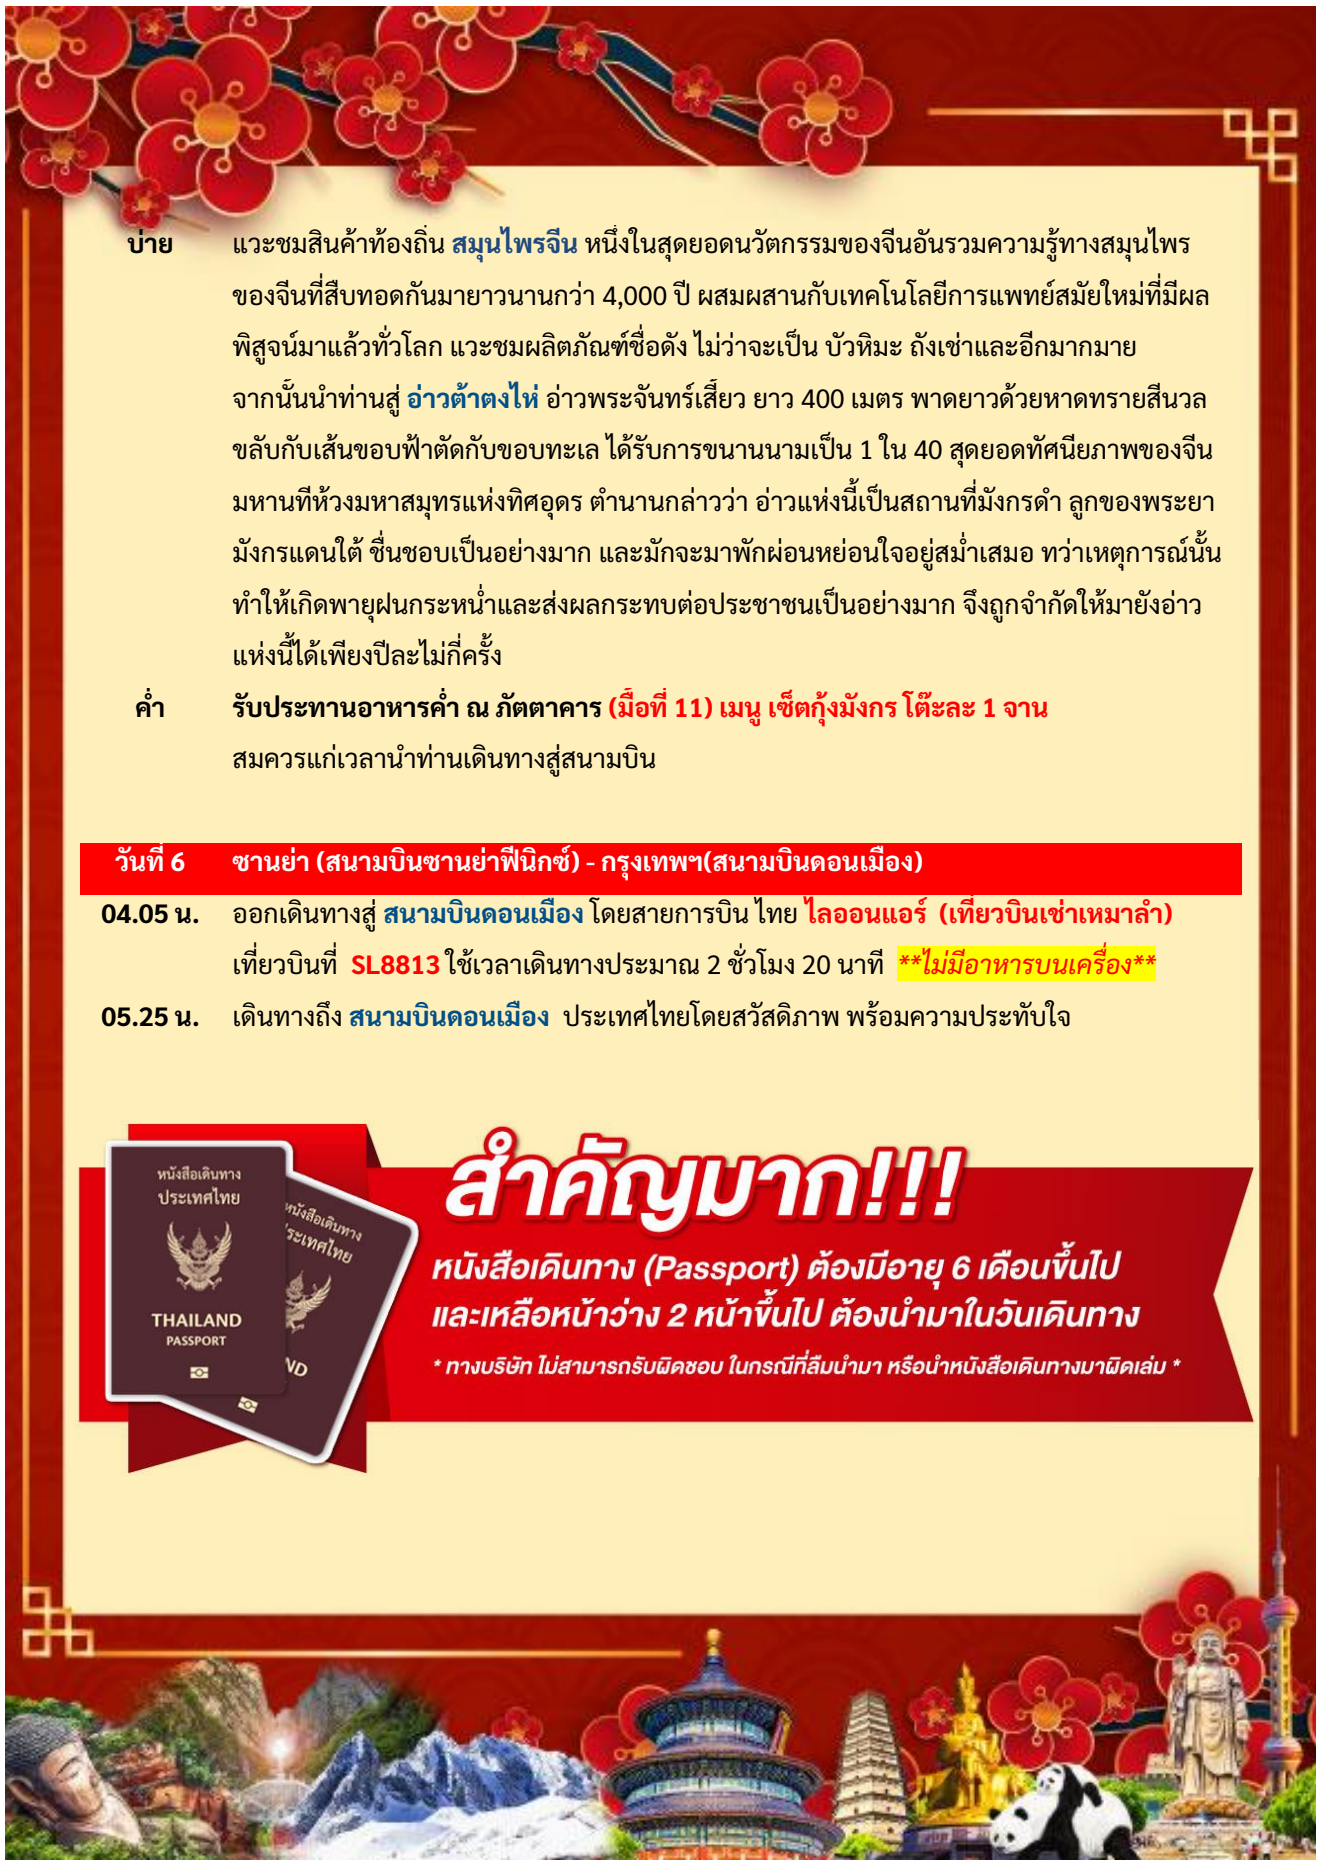 บ่าย แวะชมสินค้าท้องถิ่น สมุนไพรจีน หนึ่งในสุดยอดนวัตกรรมของจีนอันรวมความรู้ทางสมุนไพร
ของจีนที่สืบทอดกันมายาวนานกว่า 4,000 ปี ผสมผสานกับเทคโนโลยีการแพทย์สมัยใหม่ที่มีผล
พิสูจน์มาแล้วทั่วโลก แวะชมผลิตภัณฑ์ชื่อดัง ไม่ว่าจะเป็น บัวหิมะ ถังเช่าและอีกมากมาย
จากนั้นนำท่านสู่ อ่าวต้าตงไห่ อ่าวพระจันทร์เสี้ยว ยาว 400 เมตร พาดยาวด้วยหาดทรายสีนวล
ขลับกับเส้นขอบฟ้าตัดกับขอบทะเล ได้รับการขนานนามเป็น 1 ใน 40 สุดยอดทัศนียภาพของจีน
มหานทีห้วงมหาสมุทรแห่งทิศอุดร ตำนานกล่าวว่า อ่าวแห่งนี้เป็นสถานที่มังกรดำ ลูกของพระยา
มังกรแดนใต้ ชื่นชอบเป็นอย่างมาก และมักจะมาพักผ่อนหย่อนใจอยู่สม่ำเสมอ ทว่าเหตุการณ์นั้น
ทำให้เกิดพายุฝนกระหน่ำและส่งผลกระทบต่อประชาชนเป็นอย่างมาก จึงถูกจำกัดให้มายังอ่าว
แห่งนี้ได้เพียงปีละไม่กี่ครั้ง
ค่ำ รับประทานอาหารค่ำ ณ ภัตตาคาร (มื้อที่ 11) เมนู เซ็ตกุ้งมังกร โต๊ะละ 1 จาน
สมควรแก่เวลานำท่านเดินทางสู่สนามบิน
วันที่ 6 ซานย่า (สนามบินซานย่าฟีนิกซ์) - กรุงเทพฯ(สนามบินดอนเมือง)
04.05 น. ออกเดินทางสู่ สนามบินดอนเมือง โดยสายการบิน ไทย ไลออนแอร์ (เที่ยวบินเช่าเหมาลำ)
เที่ยวบินที่ SL8813 ใช้เวลาเดินทางประมาณ 2 ชั่วโมง 20 นาที **ไม่มีอาหารบนเครื่อง**
05.25 น. เดินทางถึง สนามบินดอนเมือง ประเทศไทยโดยสวัสดิภาพ พร้อมความประทับใจ
สำคัญมาก!!!
หนังสือเดินทาง (Passport) ต้องมีอายุ 6 เดือนขึ้นไป
และเหลือหน้าว่าง 2 หน้าขึ้นไป ต้องนำมาในวันเดินทาง
* ทางบริษัท ไม่สามารถรับผิดชอบ ในกรณีที่ลืมนำมา หรือนำหนังสือเดินทางมาผิดเล่ม *
หนังสือเดินทาง
ประเทศไทย
THAILAND
PASSPORT
หนังสือเดินทาง
ระเทศไทย
ND